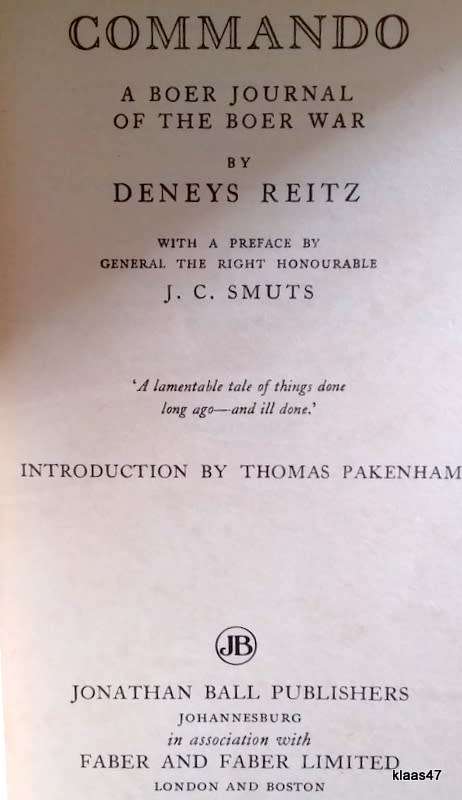 COMMANDO
A BOER JOURNAL
OF THE BOER WAR
BY
DENEYS REITZ
WITH A PREFACE BY
GENERAL THE RIGHT HONOURABLE
J. C. SMUTS
'A lamentable tale of things done
long ago—and ill done.'
INTRODUCTION BY THOMAS PAKENHAM
JB
JONATHAN BALL PUBLISHERS
JOHANNESBURG
in association with
FABER AND FABER LIMITED
LONDON AND BOSTON
klaas47